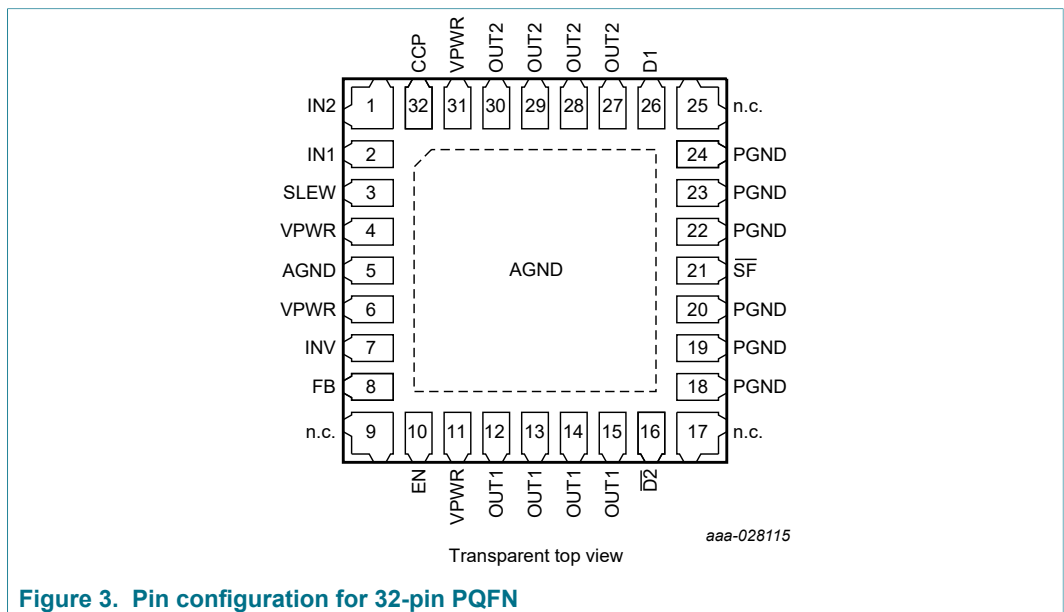 CCP
VPWR
OUT2
OUT2
OUT2
OUT2
D1
IN2 1 32 31 30 29 28 27 26 25 n.c.
IN1 2 24 PGND
SLEW 3 23 PGND
VPWR 4 22 PGND
AGND 5 AGND 21 S̅F̅
VPWR 6 20 PGND
INV 7 19 PGND
FB 8 18 PGND
n.c. 9 10 11 12 13 14 15 16 17 n.c.
EN
VPWR
OUT1
OUT1
OUT1
OUT1
D̅2̅
aaa-028115
Transparent top view
Figure 3. Pin configuration for 32-pin PQFN